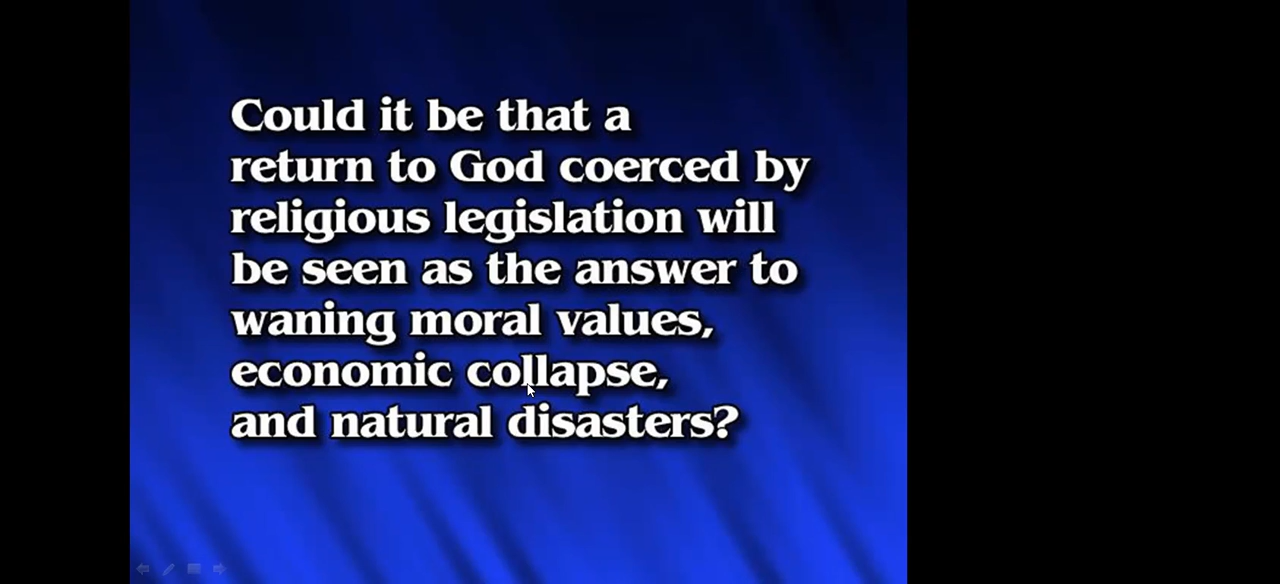 Could it be that a
return to God coerced by
religious legislation will
be seen as the answer to
waning moral values,
economic collapse,
and natural disasters?